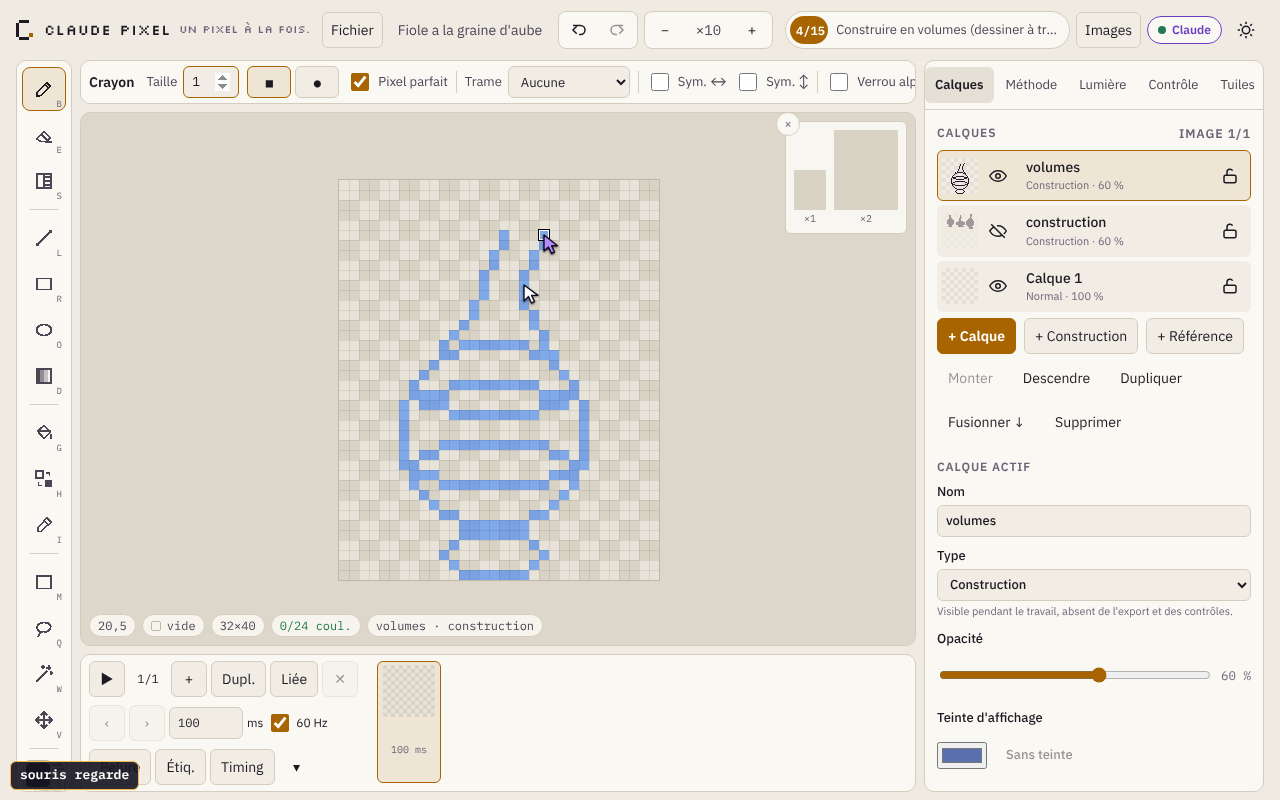 CLAUDE PIXEL UN PIXEL À LA FOIS. Fichier Fiole a la graine d'aube − ×10 + 4/15 Construire en volumes (dessiner à tr… Images Claude
Crayon Taille 1 ■ ● Pixel parfait Trame Aucune Sym. ↔ Sym. ↕ Verrou alp
B
E
S
L
R
O
D
G
H
I
M
Q
W
V
×
×1 ×2
20,5 vide 32×40 0/24 coul. volumes · construction
1/1 + Dupl. Liée ×
‹ › 100 ms 60 Hz
Étiq. Timing ▼
100 ms
souris regarde
Calques Méthode Lumière Contrôle Tuiles
CALQUES IMAGE 1/1
volumes
Construction · 60 %
construction
Construction · 60 %
Calque 1
Normal · 100 %
+ Calque + Construction + Référence
Monter Descendre Dupliquer
Fusionner ↓ Supprimer
CALQUE ACTIF
Nom
volumes
Type
Construction
Visible pendant le travail, absent de l'export et des contrôles.
Opacité
60 %
Teinte d'affichage
Sans teinte